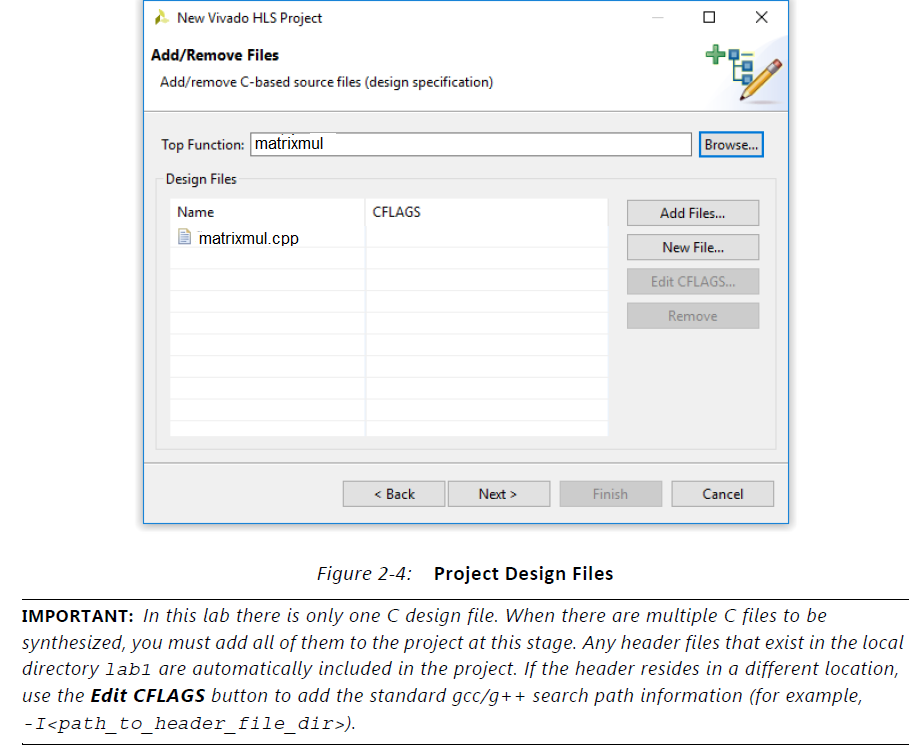 New Vivado HLS Project
Add/Remove Files
Add/remove C-based source files (design specification)
Top Function: matrixmul Browse...
Design Files
Name CFLAGS Add Files...
matrixmul.cpp New File...
Edit CFLAGS...
Remove
< Back Next > Finish Cancel
Figure 2-4: Project Design Files
IMPORTANT: In this lab there is only one C design file. When there are multiple C files to be
synthesized, you must add all of them to the project at this stage. Any header files that exist in the local
directory lab1 are automatically included in the project. If the header resides in a different location,
use the Edit CFLAGS button to add the standard gcc/g++ search path information (for example,
-I<path_to_header_file_dir>).